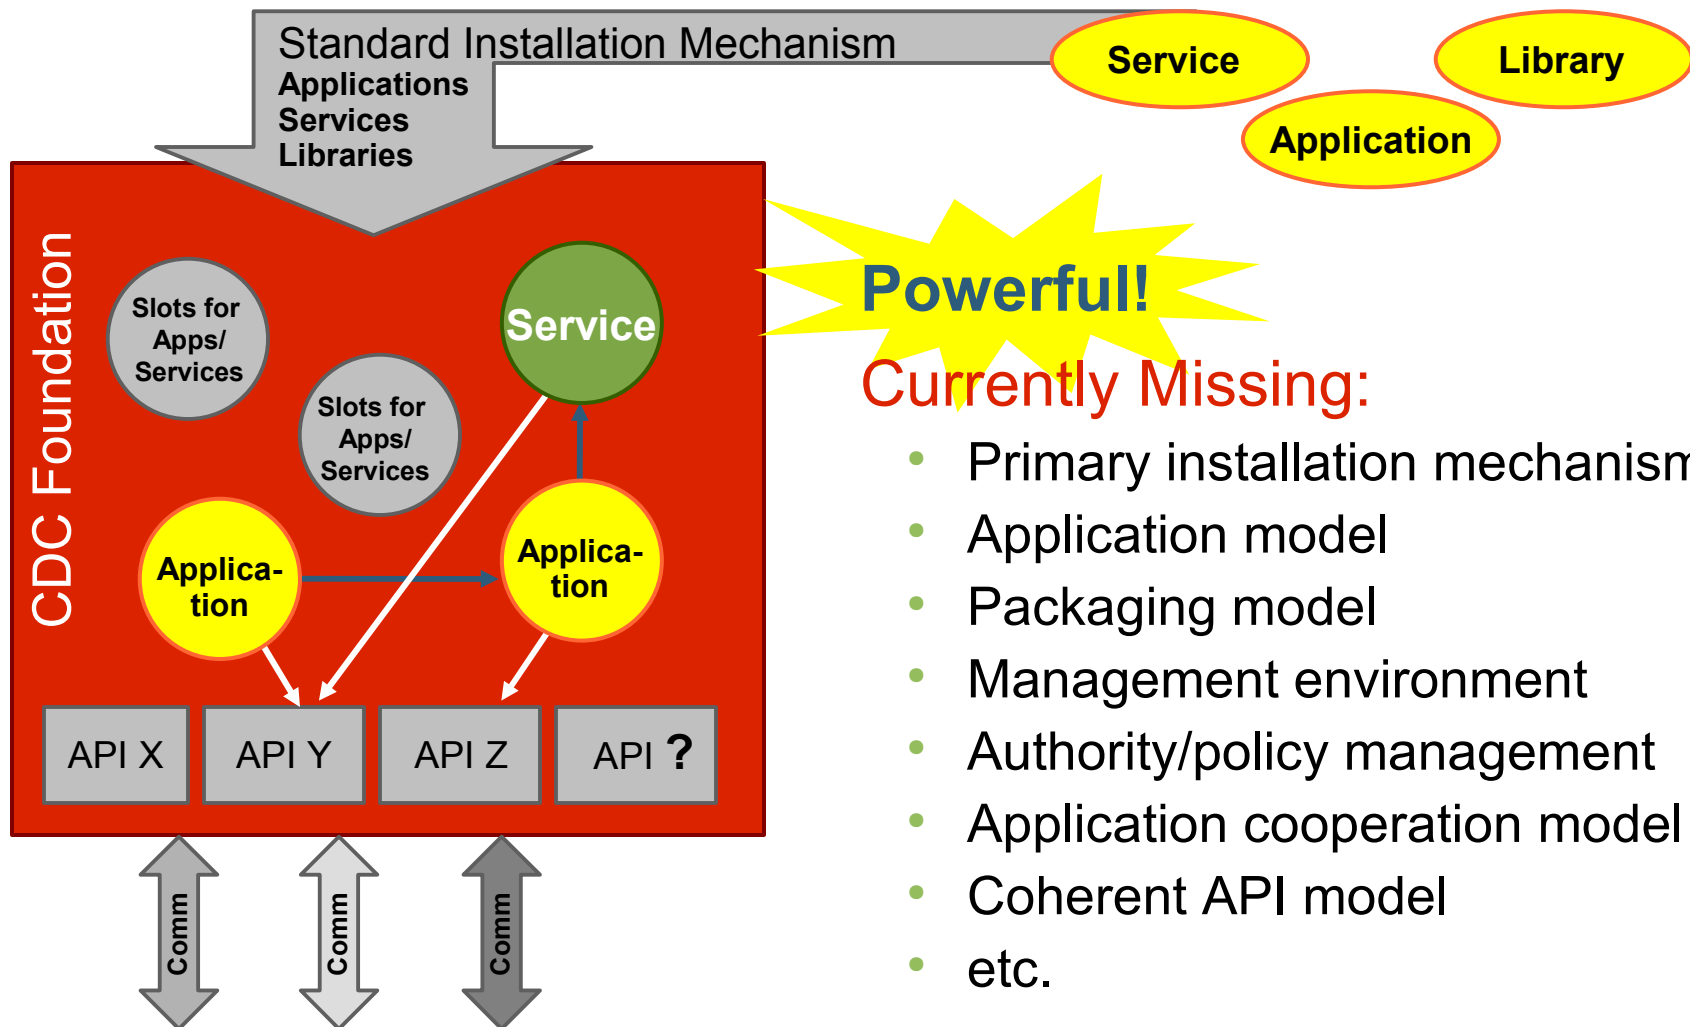 Standard Installation Mechanism
Applications
Services
Libraries
Service
Library
Application
CDC Foundation
Slots for
Apps/
Services
Slots for
Apps/
Services
Service
Applica-
tion
Applica-
tion
API X
API Y
API Z
API ?
Comm
Comm
Comm
Powerful!
Currently Missing:
• Primary installation mechanism
• Application model
• Packaging model
• Management environment
• Authority/policy management
• Application cooperation model
• Coherent API model
• etc.